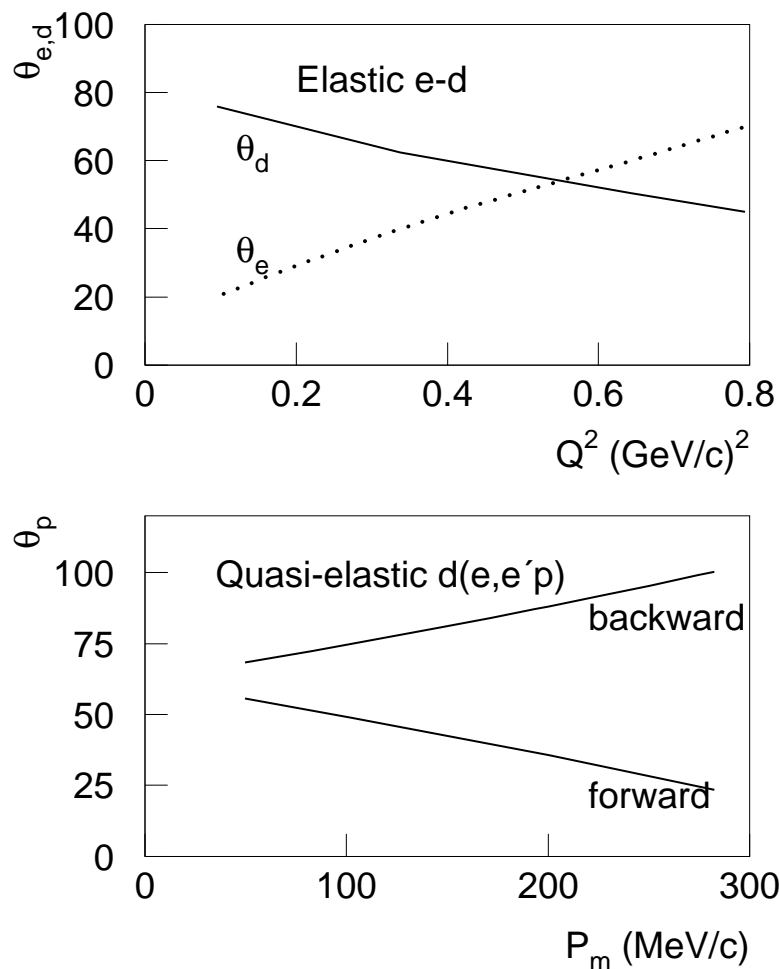 θe,d
100
80
60
40
20
0
Elastic e-d
θd
θe
0 0.2 0.4 0.6 0.8
Q² (GeV/c)²
θp
100
75
50
25
0
Quasi-elastic d(e,e´p)
backward
forward
0 100 200 300
Pm (MeV/c)